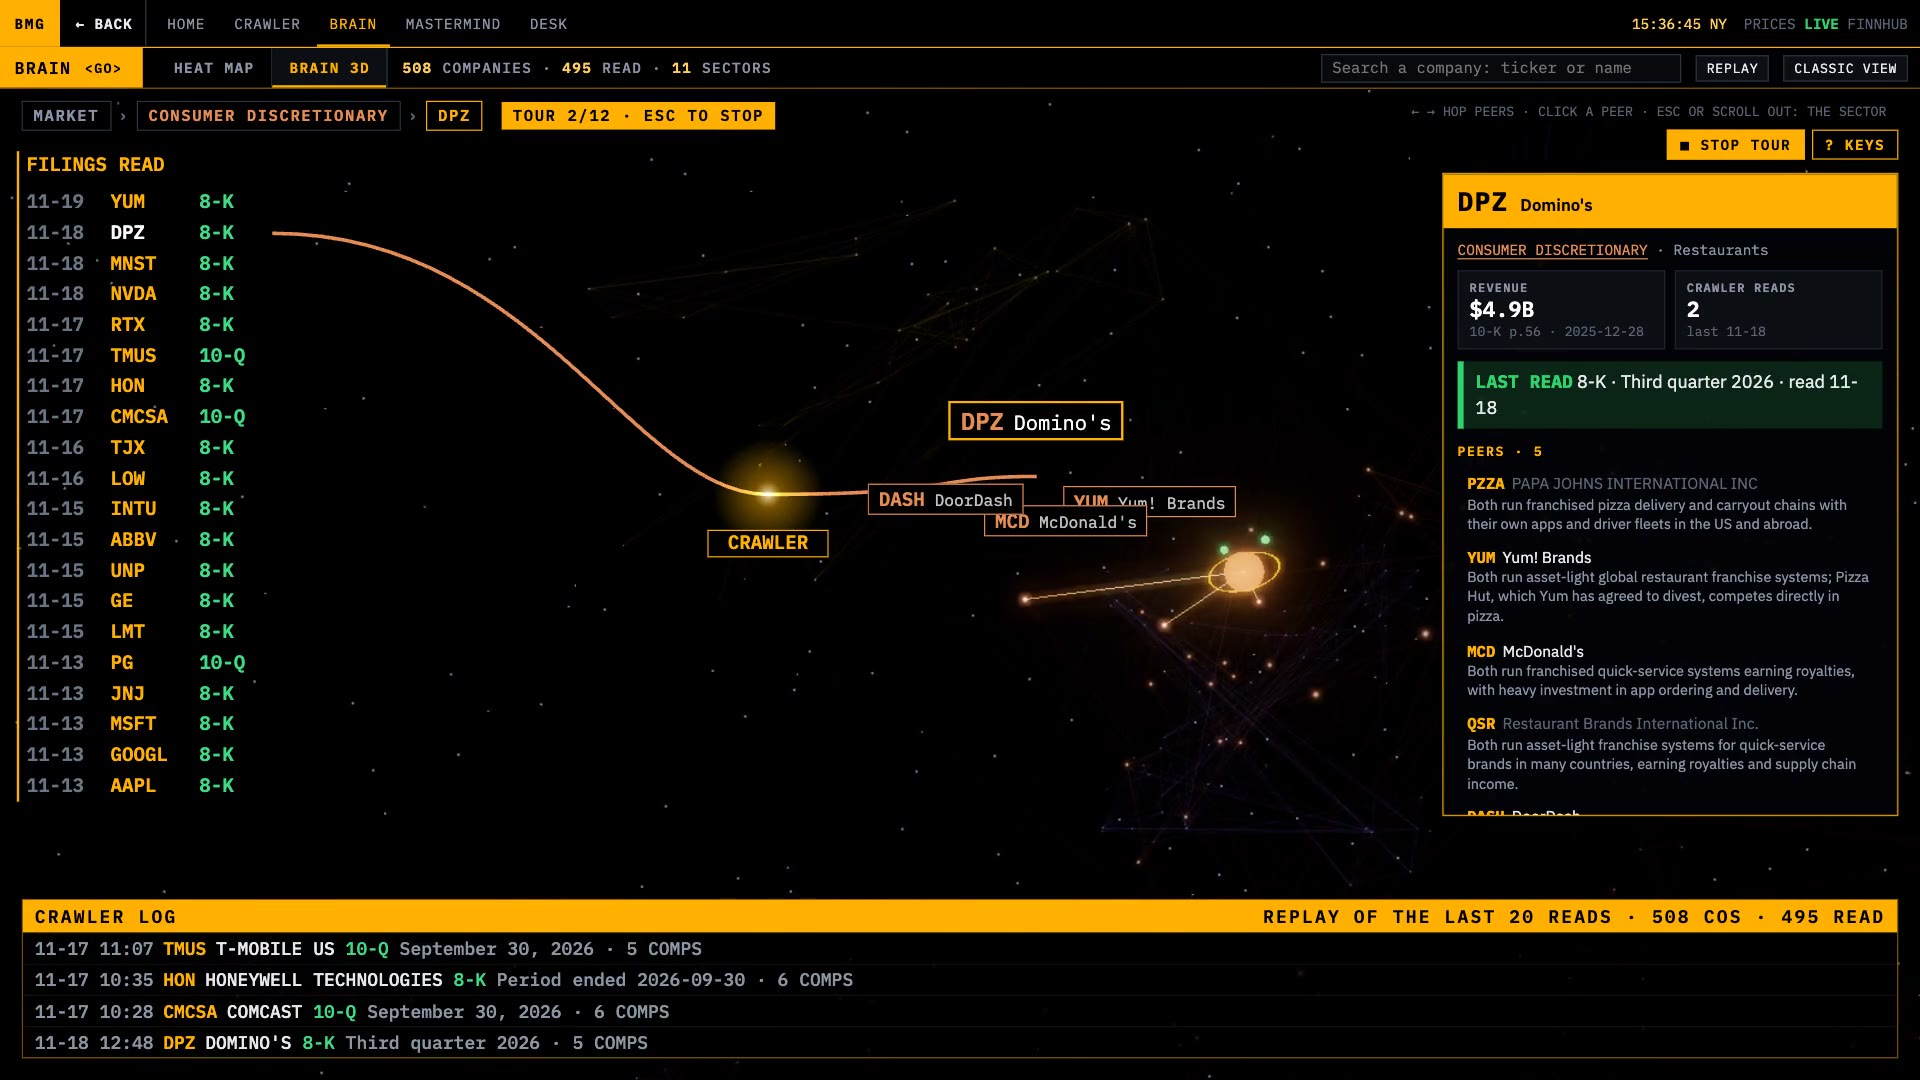 BMG ← BACK HOME CRAWLER BRAIN MASTERMIND DESK 15:36:45 NY PRICES LIVE FINNHUB
BRAIN <GO> HEAT MAP BRAIN 3D 508 COMPANIES · 495 READ · 11 SECTORS Search a company: ticker or name REPLAY CLASSIC VIEW
MARKET › CONSUMER DISCRETIONARY › DPZ TOUR 2/12 · ESC TO STOP
← → HOP PEERS · CLICK A PEER · ESC OR SCROLL OUT: THE SECTOR
■ STOP TOUR ? KEYS
FILINGS READ
11-19 YUM 8-K
11-18 DPZ 8-K
11-18 MNST 8-K
11-18 NVDA 8-K
11-17 RTX 8-K
11-17 TMUS 10-Q
11-17 HON 8-K
11-17 CMCSA 10-Q
11-16 TJX 8-K
11-16 LOW 8-K
11-15 INTU 8-K
11-15 ABBV 8-K
11-15 UNP 8-K
11-15 GE 8-K
11-15 LMT 8-K
11-13 PG 10-Q
11-13 JNJ 8-K
11-13 MSFT 8-K
11-13 GOOGL 8-K
11-13 AAPL 8-K
DPZ Domino's
DASH DoorDash
YUM Yum! Brands
MCD McDonald's
CRAWLER
DPZ Domino's
CONSUMER DISCRETIONARY · Restaurants
REVENUE
$4.9B
10-K p.56 · 2025-12-28
CRAWLER READS
2
last 11-18
LAST READ 8-K · Third quarter 2026 · read 11-
18
PEERS · 5
PZZA PAPA JOHNS INTERNATIONAL INC
Both run franchised pizza delivery and carryout chains with
their own apps and driver fleets in the US and abroad.
YUM Yum! Brands
Both run asset-light global restaurant franchise systems; Pizza
Hut, which Yum has agreed to divest, competes directly in
pizza.
MCD McDonald's
Both run franchised quick-service systems earning royalties,
with heavy investment in app ordering and delivery.
QSR Restaurant Brands International Inc.
Both run asset-light franchise systems for quick-service
brands in many countries, earning royalties and supply chain
income.
DASH DoorDash
CRAWLER LOG REPLAY OF THE LAST 20 READS · 508 COS · 495 READ
11-17 11:07 TMUS T-MOBILE US 10-Q September 30, 2026 · 5 COMPS
11-17 10:35 HON HONEYWELL TECHNOLOGIES 8-K Period ended 2026-09-30 · 6 COMPS
11-17 10:28 CMCSA COMCAST 10-Q September 30, 2026 · 6 COMPS
11-18 12:48 DPZ DOMINO'S 8-K Third quarter 2026 · 5 COMPS